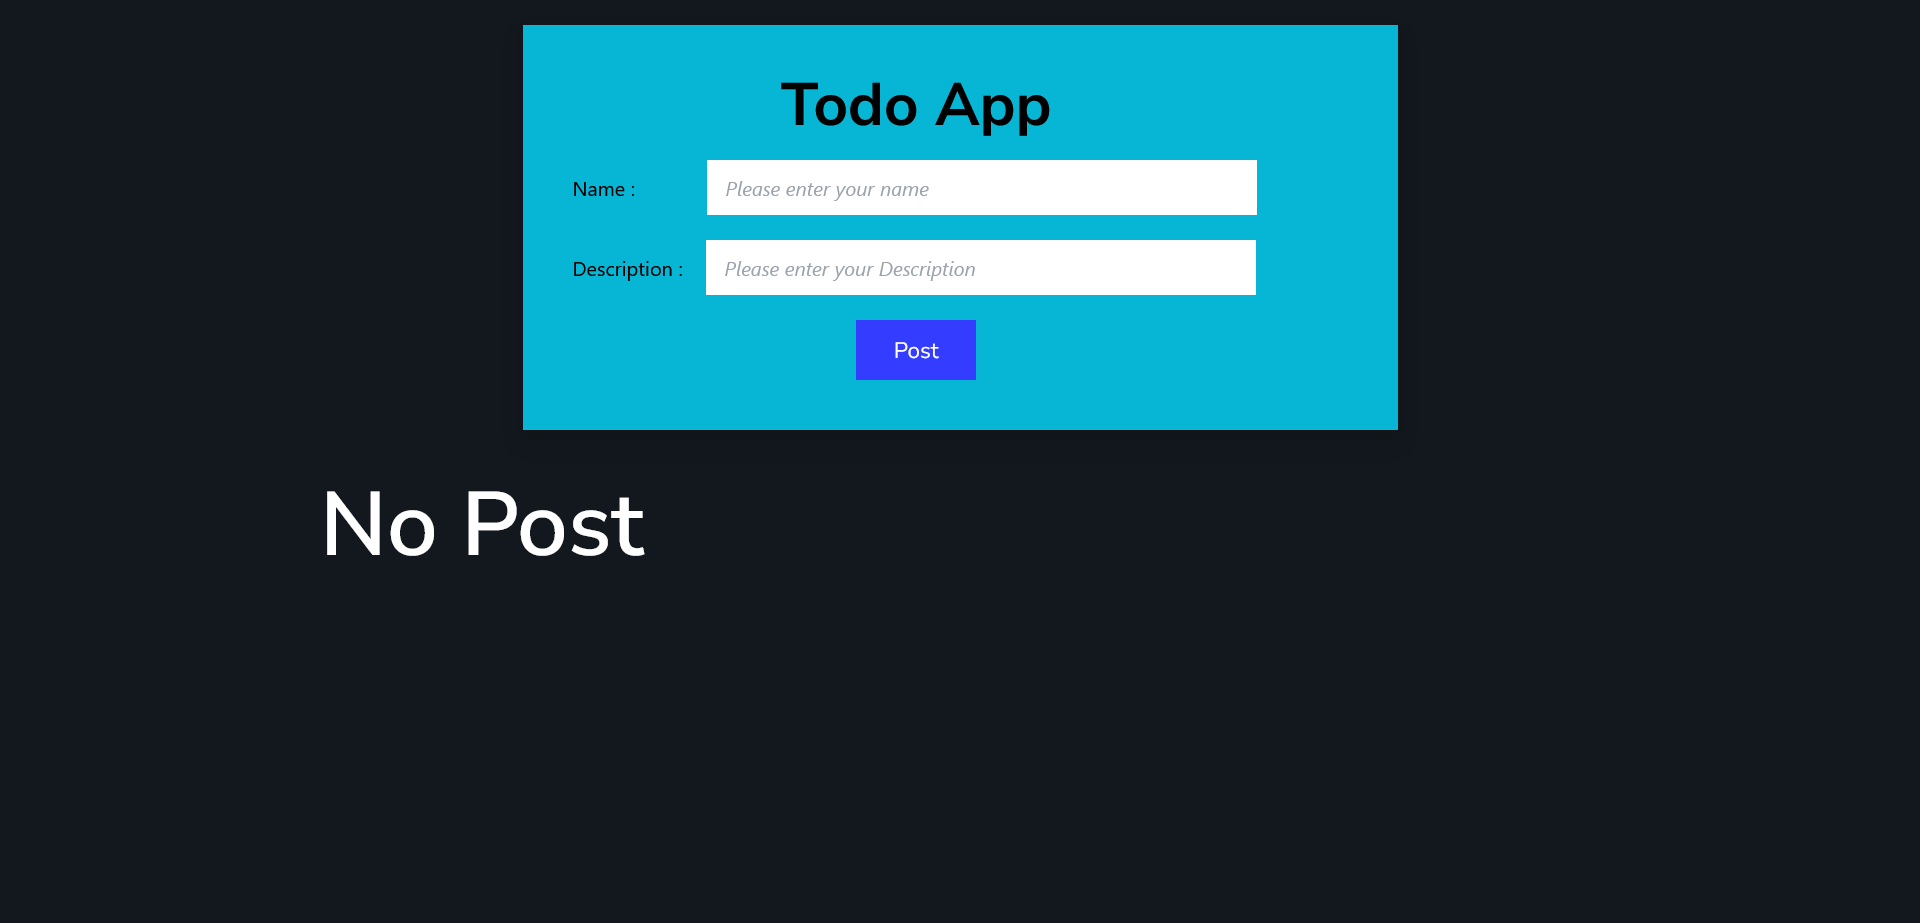 Todo App
Name : Please enter your name
Description : Please enter your Description
Post
No Post